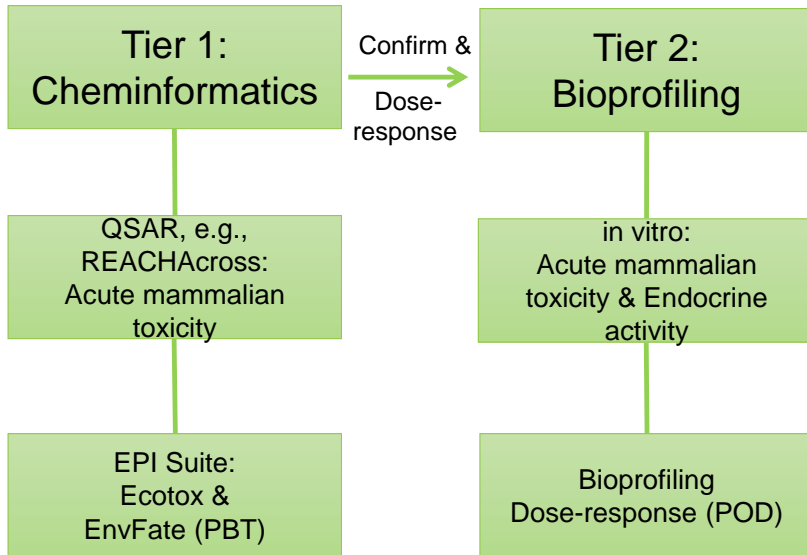 Tier 1:
Cheminformatics
Confirm &
Dose-
response
Tier 2:
Bioprofiling
QSAR, e.g.,
REACHAcross:
Acute mammalian
toxicity
in vitro:
Acute mammalian
toxicity & Endocrine
activity
EPI Suite:
Ecotox &
EnvFate (PBT)
Bioprofiling
Dose-response (POD)